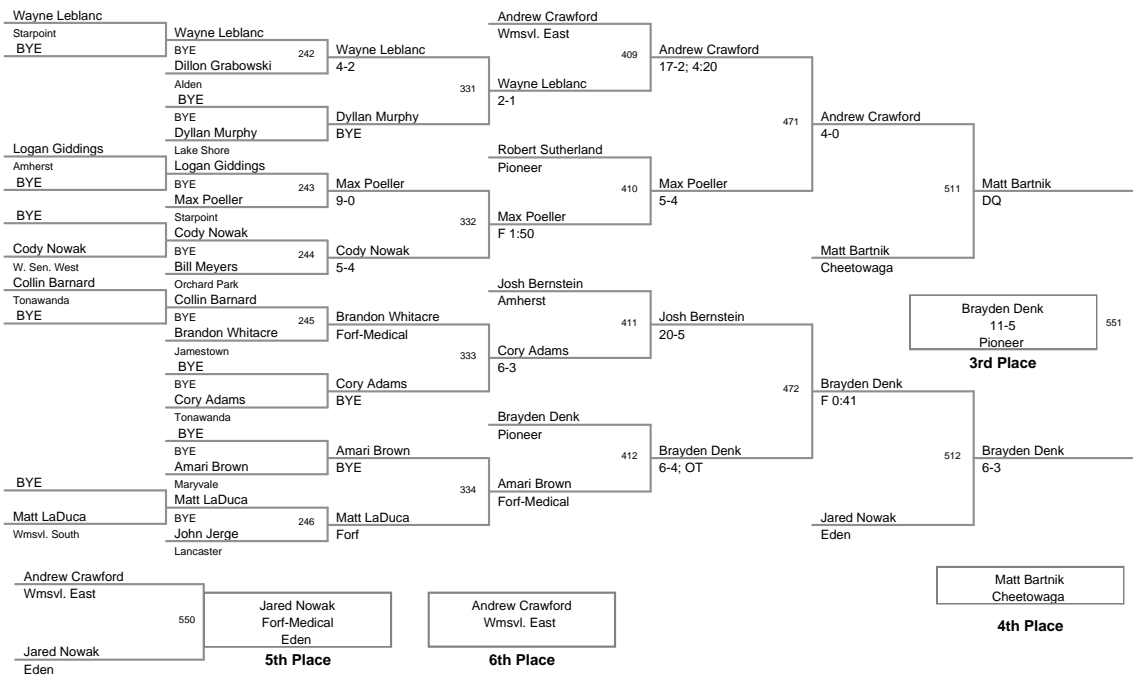 Wayne Leblanc
Starpoint
BYE
Logan Giddings
Amherst
BYE
BYE
Cody Nowak
W. Sen. West
Collin Barnard
Tonawanda
BYE
BYE
Matt LaDuca
Wmsvl. South
Wayne Leblanc
BYE
242
Dillon Grabowski
Alden
BYE
BYE
Dyllan Murphy
Lake Shore
Logan Giddings
BYE
243
Max Poeller
Starpoint
Cody Nowak
BYE
244
Bill Meyers
Orchard Park
Collin Barnard
BYE
245
Brandon Whitacre
Jamestown
BYE
BYE
Cory Adams
Tonawanda
BYE
BYE
Amari Brown
Maryvale
Matt LaDuca
BYE
246
John Jerge
Lancaster
Wayne Leblanc
4-2
331
Dyllan Murphy
BYE
Max Poeller
9-0
332
Cody Nowak
5-4
Brandon Whitacre
Forf-Medical
333
Cory Adams
BYE
Amari Brown
BYE
334
Matt LaDuca
Forf
Andrew Crawford
Wmsvl. East
409
Wayne Leblanc
2-1
Robert Sutherland
Pioneer
410
Max Poeller
F 1:50
Josh Bernstein
Amherst
411
Cory Adams
6-3
Brayden Denk
Pioneer
412
Amari Brown
Forf-Medical
Andrew Crawford
17-2; 4:20
471
Max Poeller
5-4
Josh Bernstein
20-5
472
Brayden Denk
6-4; OT
Andrew Crawford
4-0
511
Matt Bartnik
Cheetowaga
Brayden Denk
F 0:41
512
Jared Nowak
Eden
Matt Bartnik
DQ
Brayden Denk
11-5
Pioneer
551
3rd Place
Brayden Denk
6-3
Matt Bartnik
Cheetowaga
4th Place
Andrew Crawford
Wmsvl. East
550
Jared Nowak
Eden
Jared Nowak
Forf-Medical
Eden
5th Place
Andrew Crawford
Wmsvl. East
6th Place